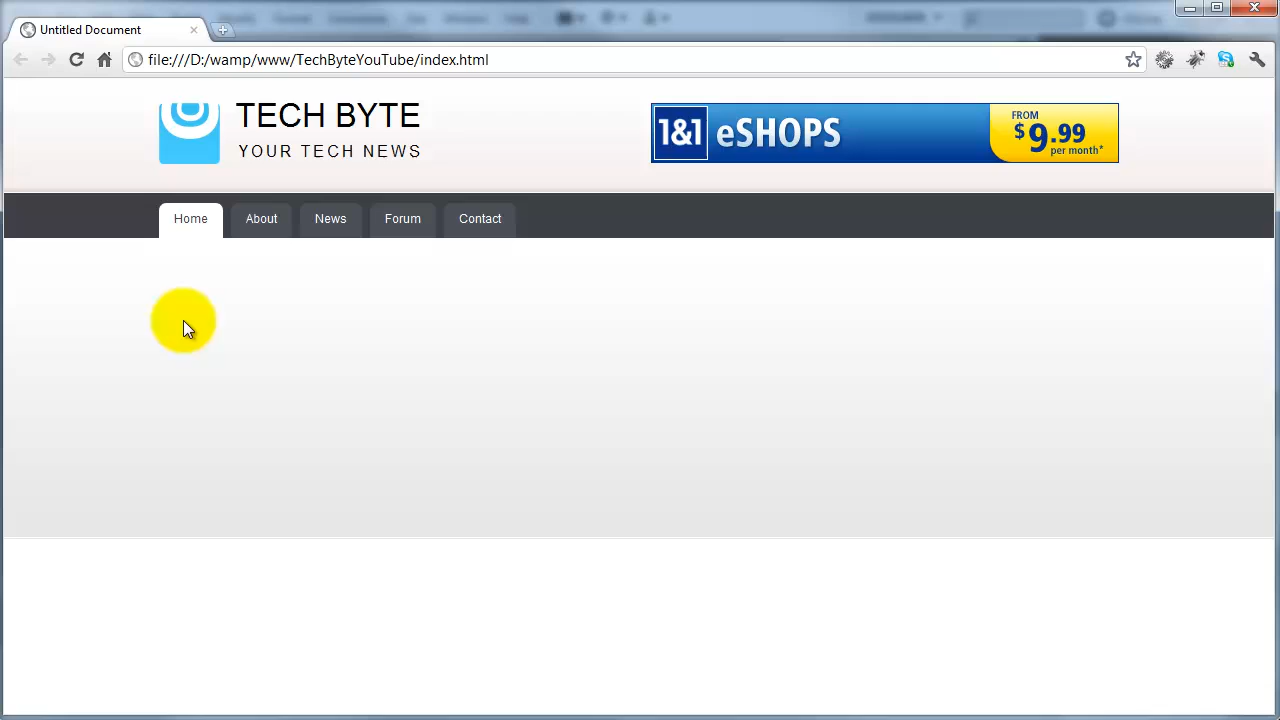 Untitled Document
file:///D:/wamp/www/TechByteYouTube/index.html
TECH BYTE
YOUR TECH NEWS
1&1 eSHOPS
FROM
$9.99
per month*
Home About News Forum Contact